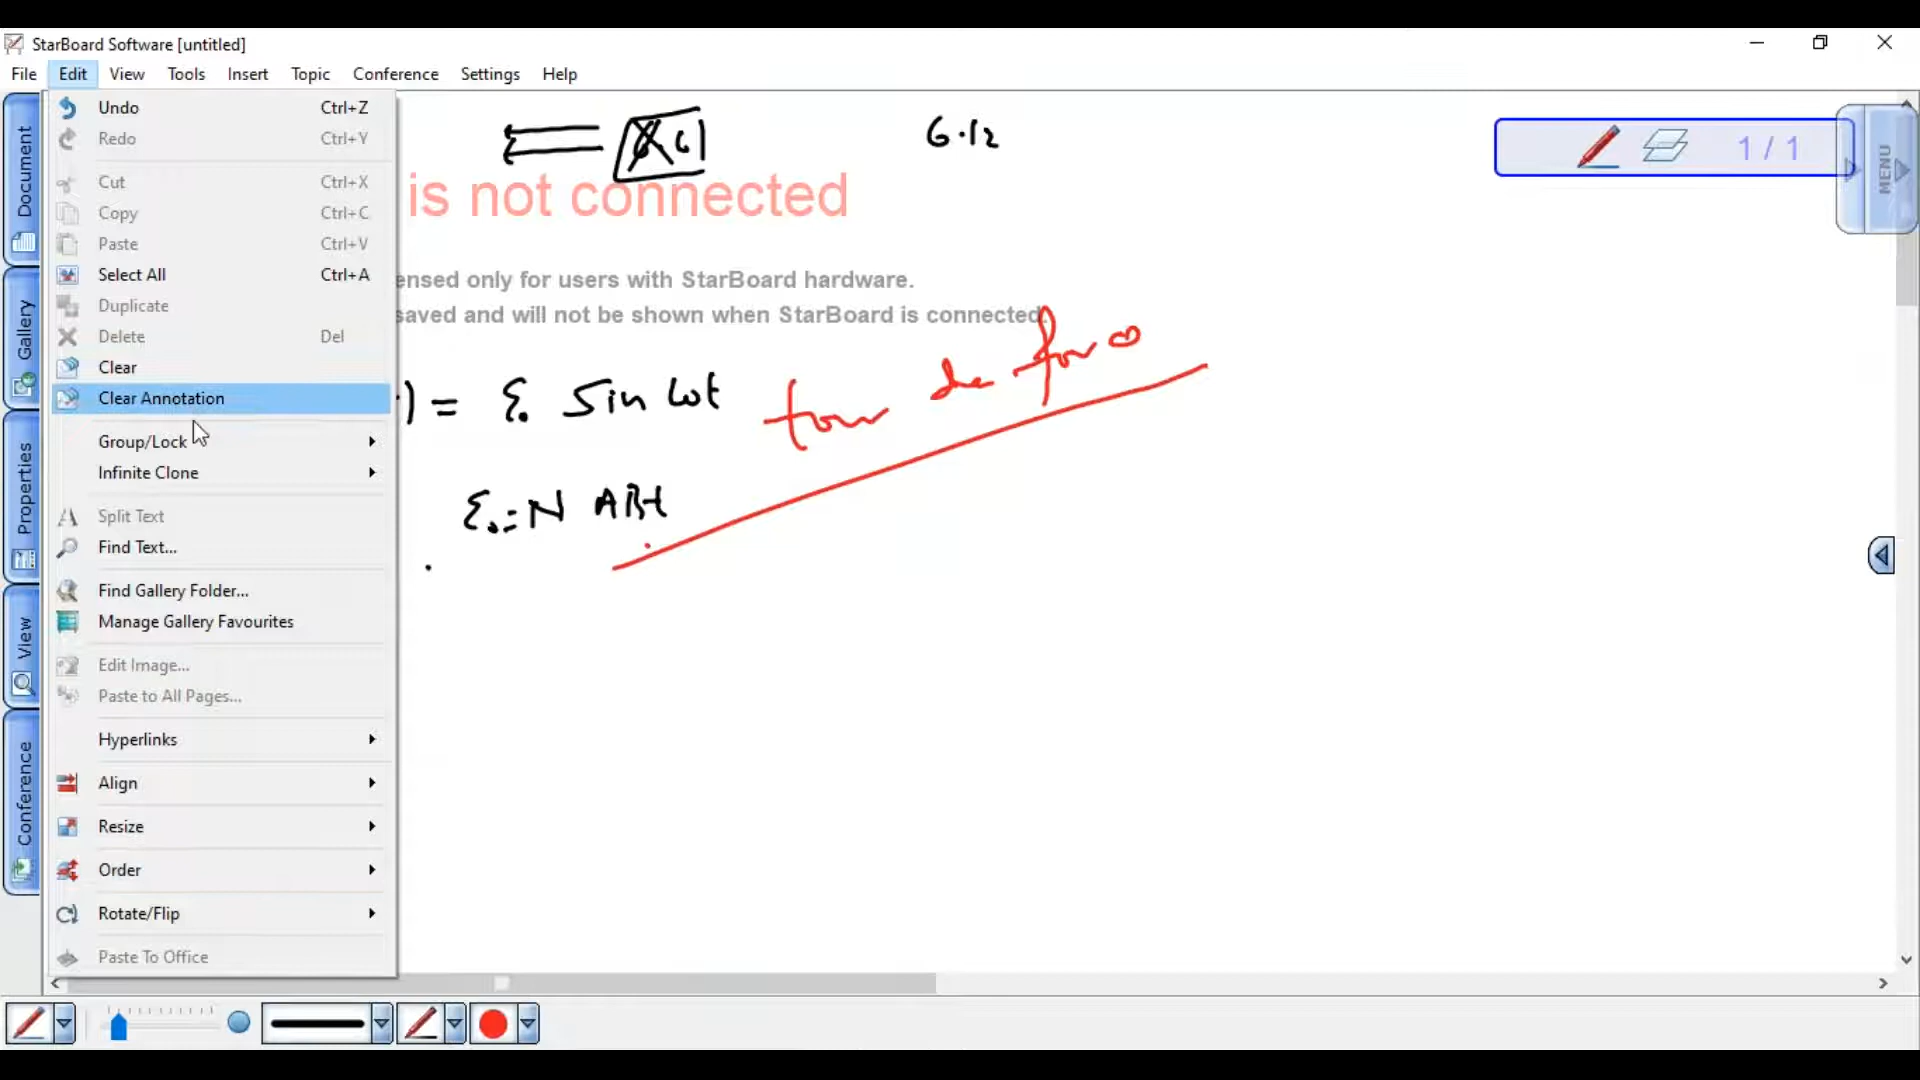 StarBoard Software [untitled]
File Edit View Tools Insert Topic Conference Settings Help
Undo Ctrl+Z
Redo Ctrl+Y
Cut Ctrl+X
Copy Ctrl+C
Paste Ctrl+V
Select All Ctrl+A
Duplicate
Delete Del
Clear
Clear Annotation
Group/Lock
Infinite Clone
Split Text
Find Text...
Find Gallery Folder...
Manage Gallery Favourites
Edit Image...
Paste to All Pages...
Hyperlinks
Align
Resize
Order
Rotate/Flip
Paste To Office
Document
Gallery
Properties
View
Conference
6.12
is not connected
ensed only for users with StarBoard hardware.
saved and will not be shown when StarBoard is connected.
) = ε. Sin ωt
ε. = N AB
1 / 1
MENU